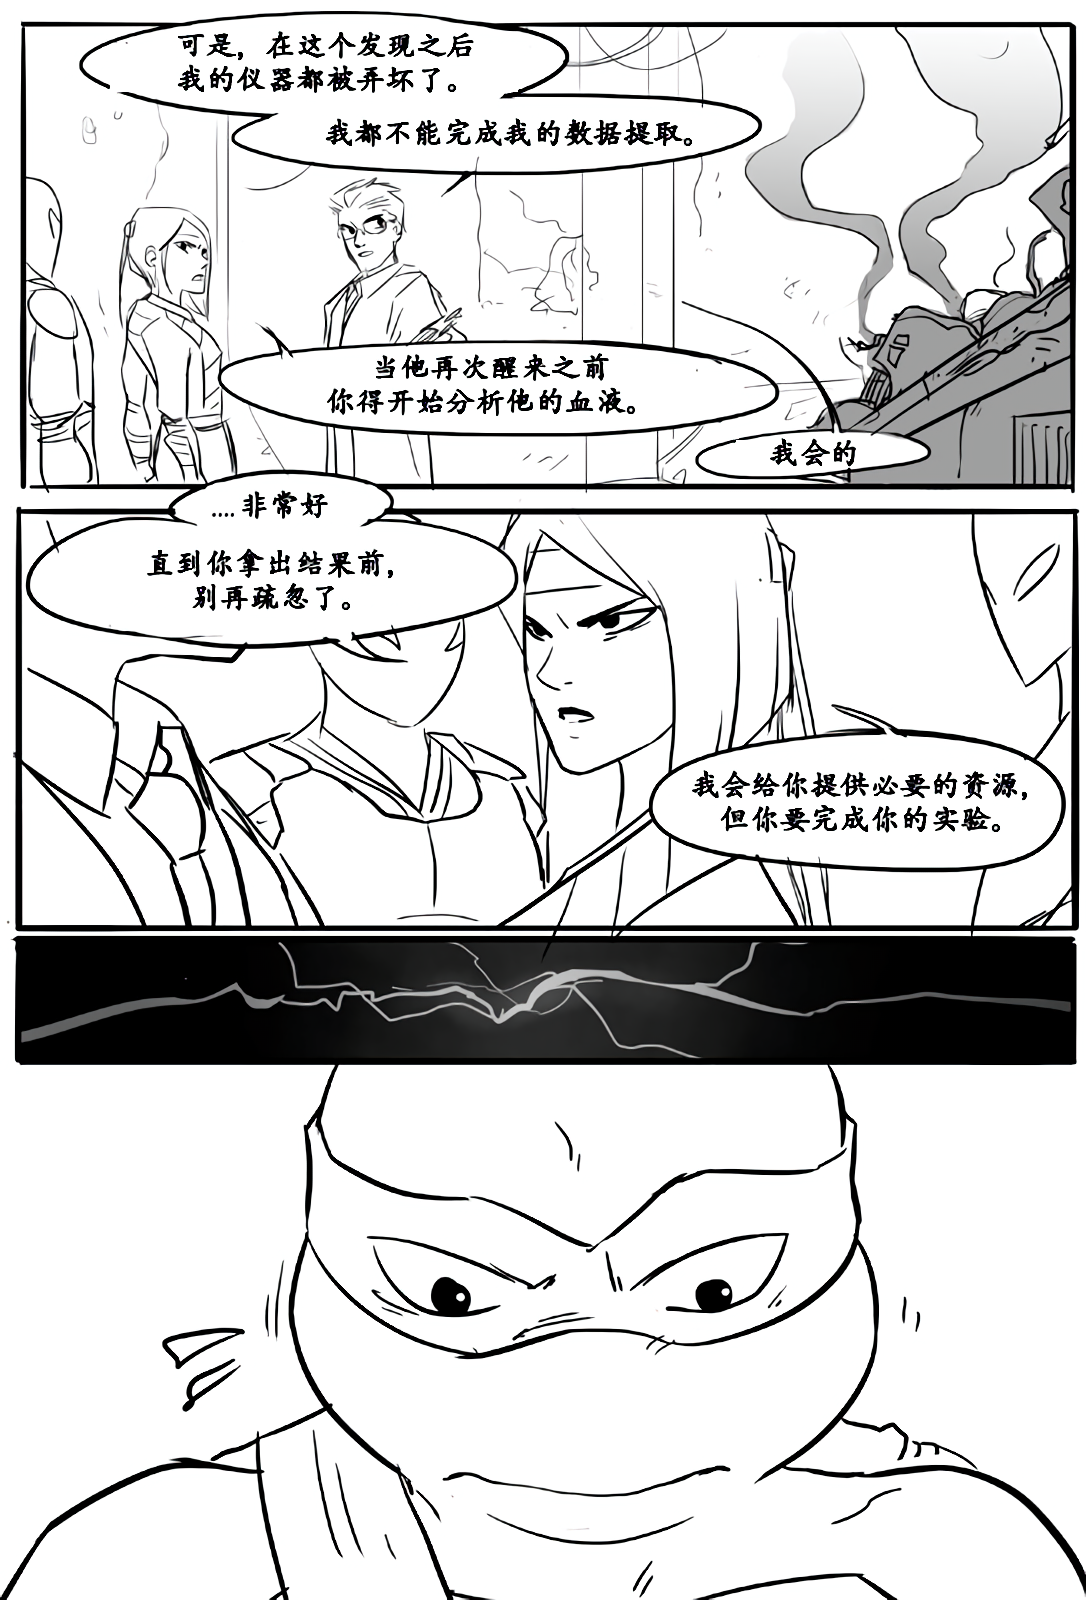 可是，在这个发现之后
我的仪器都被弄坏了。
我都不能完成我的数据提取。
当他再次醒来之前
你得开始分析他的血液。
我会的
....非常好
直到你拿出结果前，
别再疏忽了。
我会给你提供必要的资源，
但你要完成你的实验。